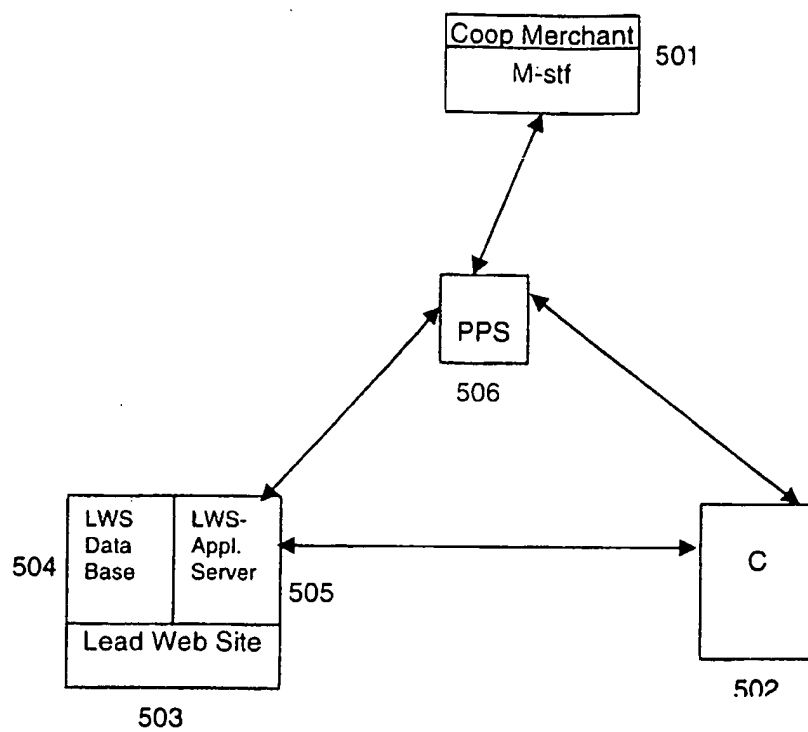 Coop Merchant
501
M-stf
PPS
506
LWS
Data
Base
LWS-
Appl.
Server
504
505
Lead Web Site
503
C
502